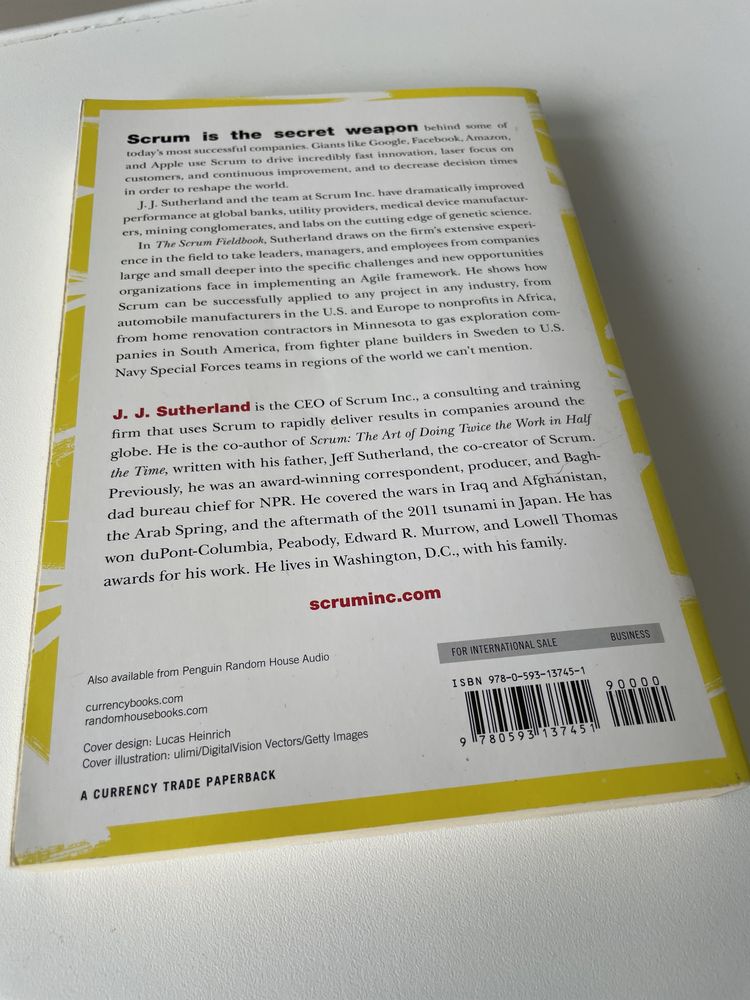 Scrum is the secret weapon behind some of
today's most successful companies. Giants like Google, Facebook, Amazon,
and Apple use Scrum to drive incredibly fast innovation, laser focus on
customers, and continuous improvement, and to decrease decision times
in order to reshape the world.
J. J. Sutherland and the team at Scrum Inc. have dramatically improved
performance at global banks, utility providers, medical device manufactur-
ers, mining conglomerates, and labs on the cutting edge of genetic science.
In The Scrum Fieldbook, Sutherland draws on the firm's extensive experi-
ence in the field to take leaders, managers, and employees from companies
large and small deeper into the specific challenges and new opportunities
organizations face in implementing an Agile framework. He shows how
Scrum can be successfully applied to any project in any industry, from
automobile manufacturers in the U.S. and Europe to nonprofits in Africa,
from home renovation contractors in Minnesota to gas exploration com-
panies in South America, from fighter plane builders in Sweden to U.S.
Navy Special Forces teams in regions of the world we can't mention.
J. J. Sutherland is the CEO of Scrum Inc., a consulting and training
firm that uses Scrum to rapidly deliver results in companies around the
globe. He is the co-author of Scrum: The Art of Doing Twice the Work in Half
the Time, written with his father, Jeff Sutherland, the co-creator of Scrum.
Previously, he was an award-winning correspondent, producer, and Bagh-
dad bureau chief for NPR. He covered the wars in Iraq and Afghanistan,
the Arab Spring, and the aftermath of the 2011 tsunami in Japan. He has
won duPont-Columbia, Peabody, Edward R. Murrow, and Lowell Thomas
awards for his work. He lives in Washington, D.C., with his family.
scruminc.com
Also available from Penguin Random House Audio
currencybooks.com
randomhousebooks.com
Cover design: Lucas Heinrich
Cover illustration: ulimi/DigitalVision Vectors/Getty Images
A CURRENCY TRADE PAPERBACK
FOR INTERNATIONAL SALE BUSINESS
ISBN 978-0-593-13745-1
90000
9 780593 137451